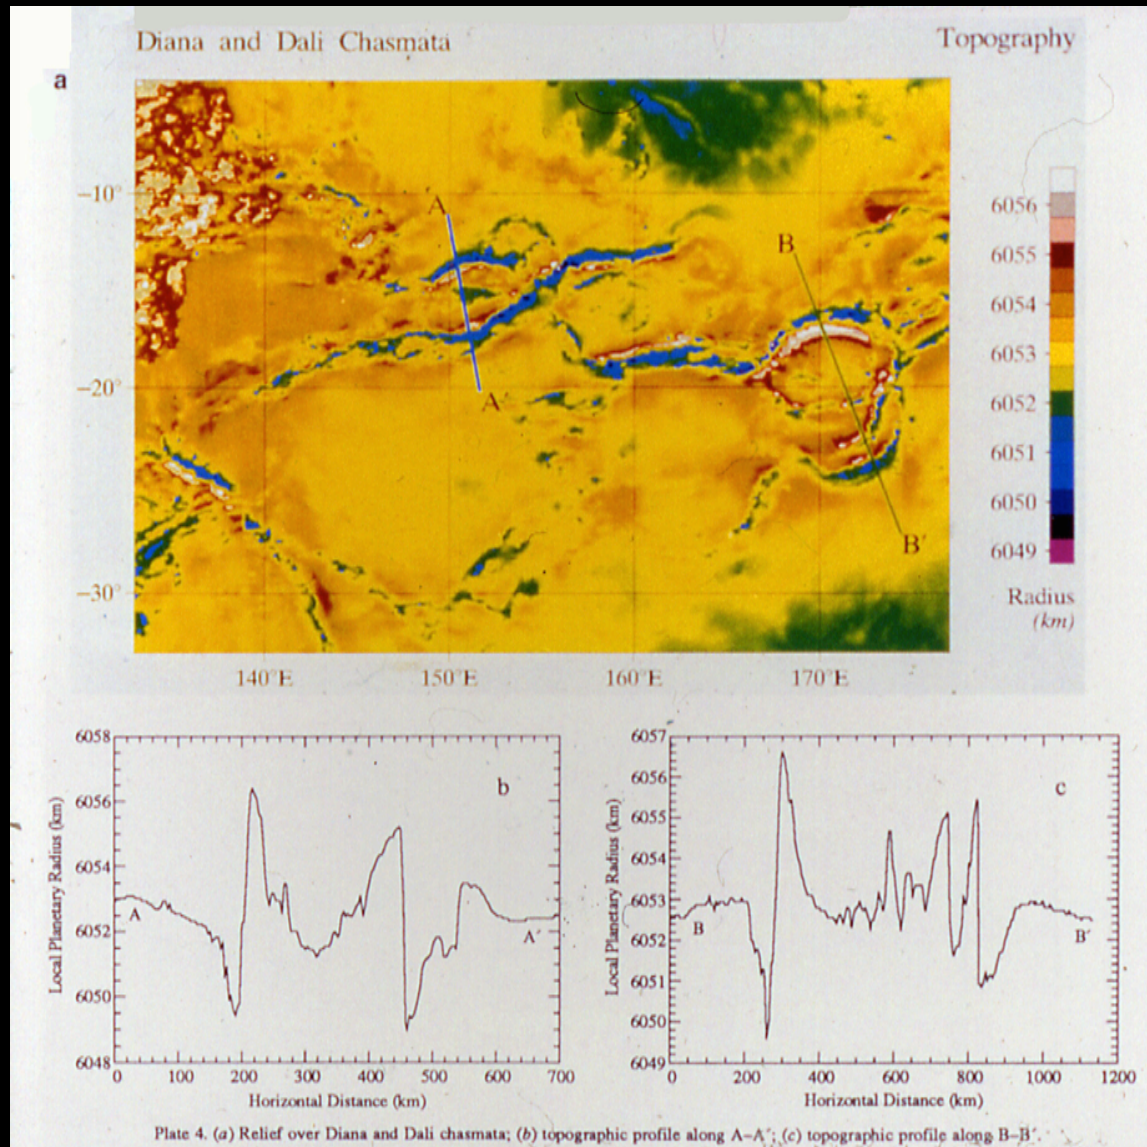 Diana and Dali Chasmata
Topography
a
-10°
-20°
-30°
A
A
B
B′
140°E
150°E
160°E
170°E
6056
6055
6054
6053
6052
6051
6050
6049
Radius
(km)
b
6058
6056
6054
6052
6050
6048
Local Planetary Radius (km)
A
A′
0 100 200 300 400 500 600 700
Horizontal Distance (km)
c
6057
6056
6055
6054
6053
6052
6051
6050
6049
Local Planetary Radius (km)
B
B′
0 200 400 600 800 1000 1200
Horizontal Distance (km)
Plate 4. (a) Relief over Diana and Dali chasmata; (b) topographic profile along A–A′; (c) topographic profile along B–B′